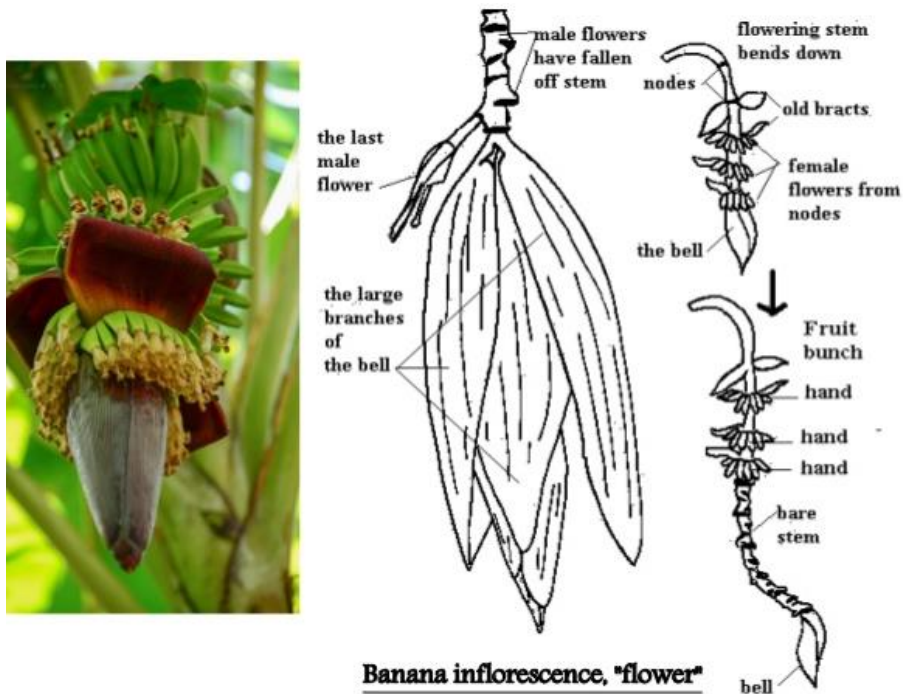 male flowers
have fallen
off stem
the last
male
flower
the large
branches
of
the bell
flowering stem
bends down
nodes
old bracts
female
flowers from
nodes
the bell
Fruit
bunch
hand
hand
hand
bare
stem
bell
Banana inflorescence, "flower"